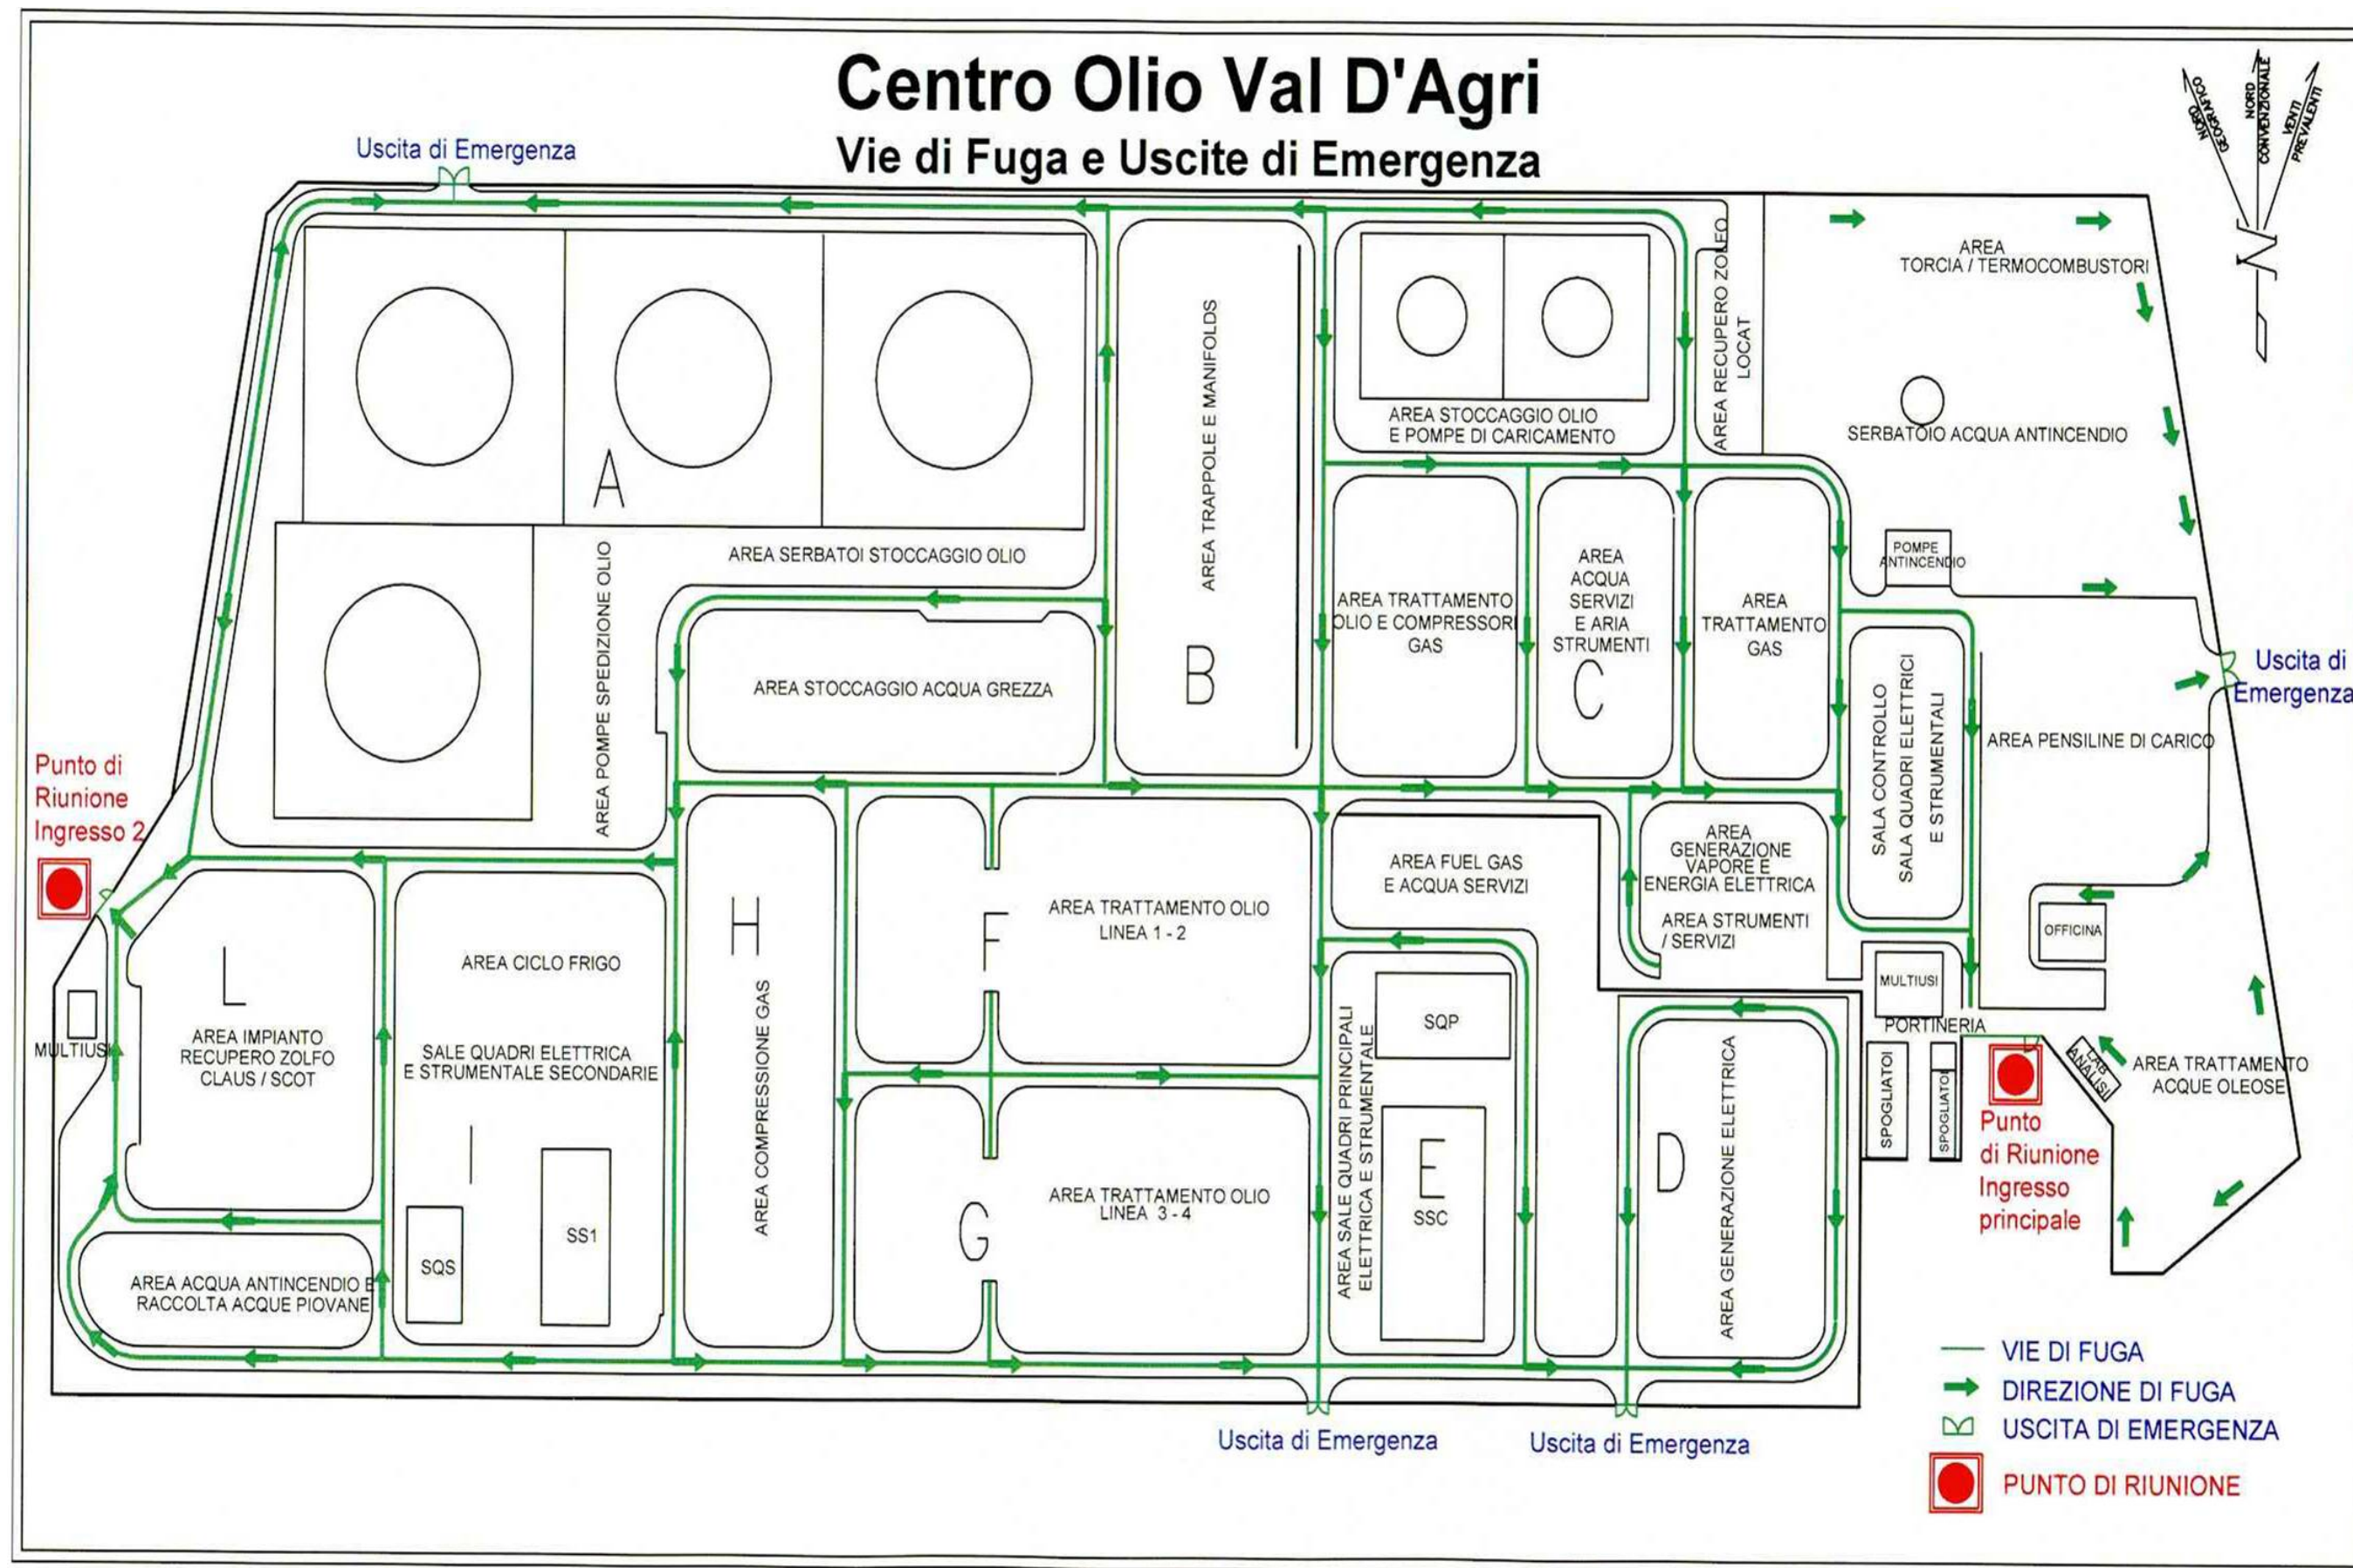 Centro Olio Val D'Agri
Vie di Fuga e Uscite di Emergenza
NORD
GEOGRAFICO
NORD
CONVENZIONALE
VENTI
PREVALENTI
N
Uscita di Emergenza
AREA
TORCIA / TERMOCOMBUSTORI
SERBATOIO ACQUA ANTINCENDIO
AREA RECUPERO ZOLFO
LOCAT
AREA STOCCAGGIO OLIO
E POMPE DI CARICAMENTO
AREA TRAPPOLE E MANIFOLDS
B
A
AREA SERBATOI STOCCAGGIO OLIO
AREA POMPE SPEDIZIONE OLIO
AREA STOCCAGGIO ACQUA GREZZA
AREA TRATTAMENTO
OLIO E COMPRESSORI
GAS
AREA
ACQUA
SERVIZI
E ARIA
STRUMENTI
C
AREA
TRATTAMENTO
GAS
POMPE
ANTINCENDIO
SALA CONTROLLO
SALA QUADRI ELETTRICI
E STRUMENTALI
AREA PENSILINE DI CARICO
Uscita di
Emergenza
Punto di
Riunione
Ingresso 2
L
AREA IMPIANTO
RECUPERO ZOLFO
CLAUS / SCOT
MULTIUSI
AREA CICLO FRIGO
SALE QUADRI ELETTRICA
E STRUMENTALE SECONDARIE
I
SQS
SS1
AREA ACQUA ANTINCENDIO E
RACCOLTA ACQUE PIOVANE
H
AREA COMPRESSIONE GAS
F
AREA TRATTAMENTO OLIO
LINEA 1 - 2
G
AREA TRATTAMENTO OLIO
LINEA 3 - 4
AREA FUEL GAS
E ACQUA SERVIZI
AREA
GENERAZIONE
VAPORE E
ENERGIA ELETTRICA
AREA STRUMENTI
/ SERVIZI
AREA SALE QUADRI PRINCIPALI
ELETTRICA E STRUMENTALE
SQP
E
SSC
D
AREA GENERAZIONE ELETTRICA
OFFICINA
MULTIUSI
PORTINERIA
SPOGLIATOI
SPOGLIATOI
LAB
ANALISI
AREA TRATTAMENTO
ACQUE OLEOSE
Punto
di Riunione
Ingresso
principale
Uscita di Emergenza
Uscita di Emergenza
VIE DI FUGA
DIREZIONE DI FUGA
USCITA DI EMERGENZA
PUNTO DI RIUNIONE